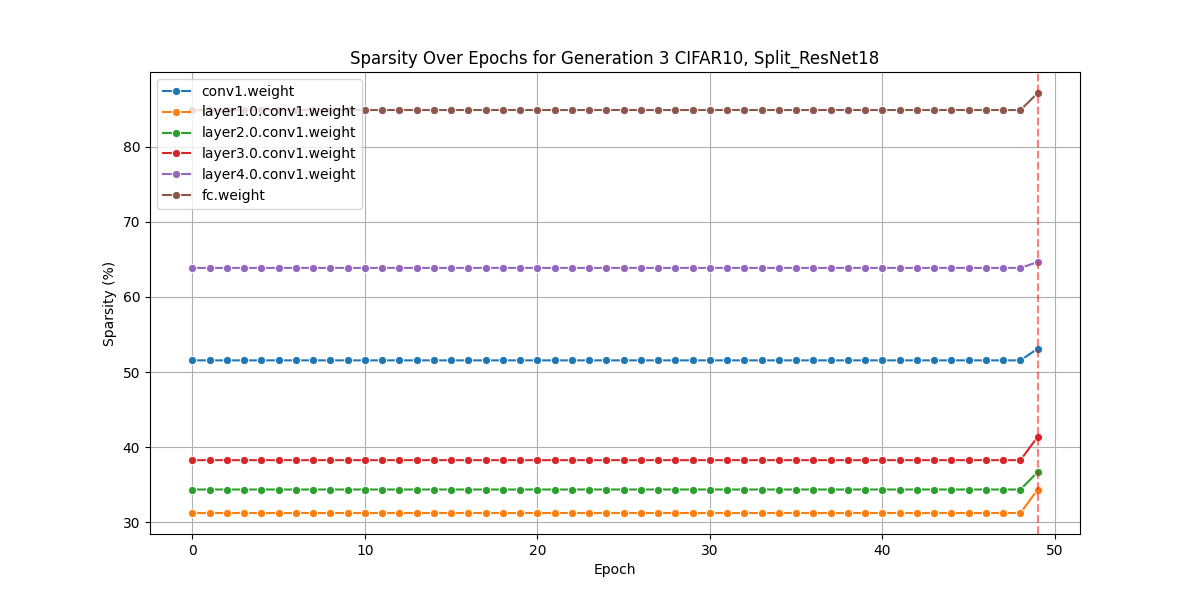 Sparsity Over Epochs for Generation 3 CIFAR10, Split_ResNet18
conv1.weight
layer1.0.conv1.weight
layer2.0.conv1.weight
layer3.0.conv1.weight
layer4.0.conv1.weight
fc.weight
Sparsity (%)
80
70
60
50
40
30
0 10 20 30 40 50
Epoch